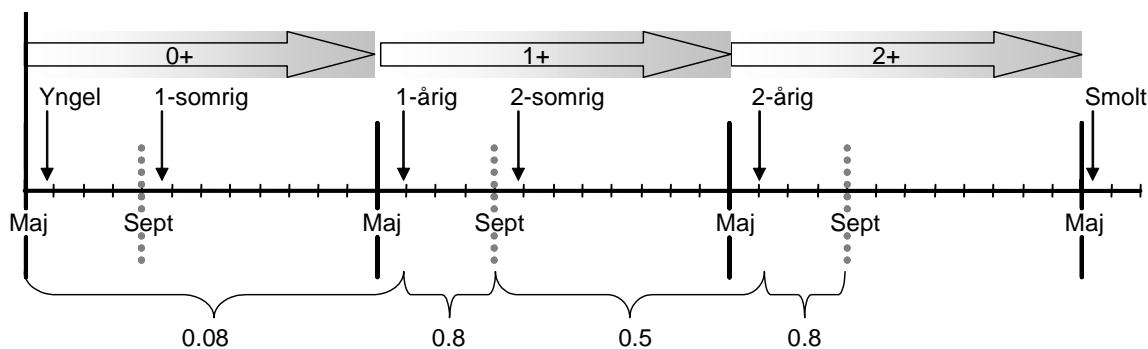 0+ 1+ 2+
Yngel 1-somrig 1-årig 2-somrig 2-årig Smolt
Maj Sept Maj Sept Maj Sept Maj
0.08 0.8 0.5 0.8